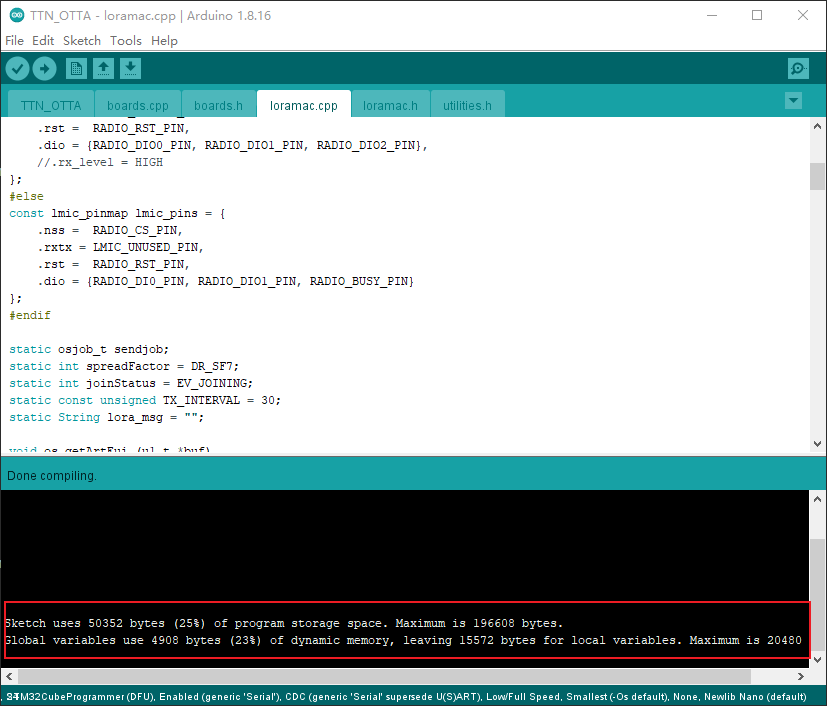 TTN_OTTA - loramac.cpp | Arduino 1.8.16
File Edit Sketch Tools Help
TTN_OTTA boards.cpp boards.h loramac.cpp loramac.h utilities.h
.rst =  RADIO_RST_PIN,
.dio = {RADIO_DIO0_PIN, RADIO_DIO1_PIN, RADIO_DIO2_PIN},
//.rx_level = HIGH
};
#else
const lmic_pinmap lmic_pins = {
.nss =  RADIO_CS_PIN,
.rxtx = LMIC_UNUSED_PIN,
.rst =  RADIO_RST_PIN,
.dio = {RADIO_DI0_PIN, RADIO_DIO1_PIN, RADIO_BUSY_PIN}
};
#endif
static osjob_t sendjob;
static int spreadFactor = DR_SF7;
static int joinStatus = EV_JOINING;
static const unsigned TX_INTERVAL = 30;
static String lora_msg = "";
void os_getArtEui (u1_t *buf)
Done compiling.
Sketch uses 50352 bytes (25%) of program storage space. Maximum is 196608 bytes.
Global variables use 4908 bytes (23%) of dynamic memory, leaving 15572 bytes for local variables. Maximum is 20480
STM32CubeProgrammer (DFU), Enabled (generic 'Serial'), CDC (generic 'Serial' supersede U(S)ART), Low/Full Speed, Smallest (-Os default), None, Newlib Nano (default)